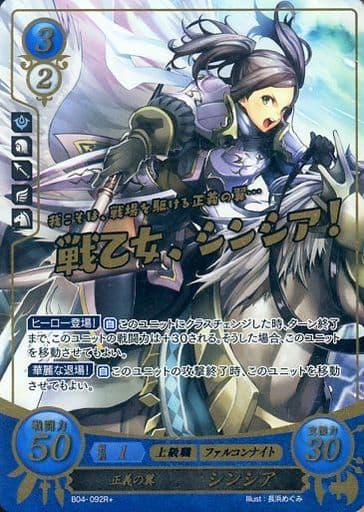 3
2
我こそは、戦場を駆ける正義の翼…
戦乙女、シンシア!
ヒーロー登場! 自 このユニットにクラスチェンジした時、ターン終了
まで、このユニットの戦闘力は+30される。そうした場合、このユニット
を移動させてもよい。
華麗な退場! 自 このユニットの攻撃終了時、このユニットを移動
させてもよい。
戦闘力
50
射程 1 上級職 ファルコンナイト
支援力
30
正義の翼 シンシア
B04-092R+
Illust:長浜めぐみ